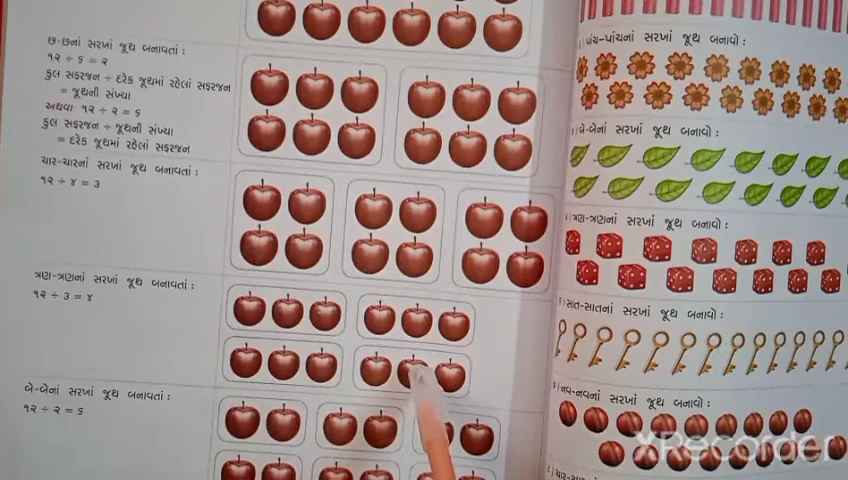 છ-છનાં સરખાં જૂથ બનાવતાં :
૧૨ ÷ ૬ = ૨
કુલ સફરજન ÷ દરેક જૂથમાં રહેલાં સફરજન
= જૂથની સંખ્યા
અથવા ૧૨ ÷ ૨ = ૬
કુલ સફરજન ÷ જૂથની સંખ્યા
= દરેક જૂથમાં રહેલાં સફરજન
ચાર-ચારનાં સરખાં જૂથ બનાવતાં :
૧૨ ÷ ૪ = ૩
ત્રણ-ત્રણનાં સરખાં જૂથ બનાવતાં :
૧૨ ÷ ૩ = ૪
બે-બેનાં સરખાં જૂથ બનાવતાં :
૧૨ ÷ ૨ = ૬
પાંચ-પાંચનાં સરખાં જૂથ બનાવો :
બે-બેનાં સરખાં જૂથ બનાવો :
ત્રણ-ત્રણનાં સરખાં જૂથ બનાવો :
૬) સાત-સાતનાં સરખાં જૂથ બનાવો :
નવ-નવનાં સરખાં જૂથ બનાવો :
XRecorder